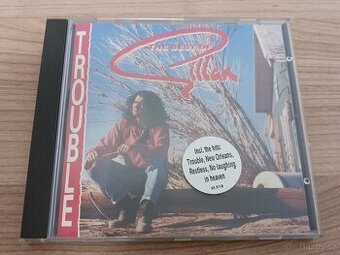 TROUBLE
THE BEST OF
Gillan
Incl. the hits:
Trouble, New Orleans,
Restless, No laughing
in heaven